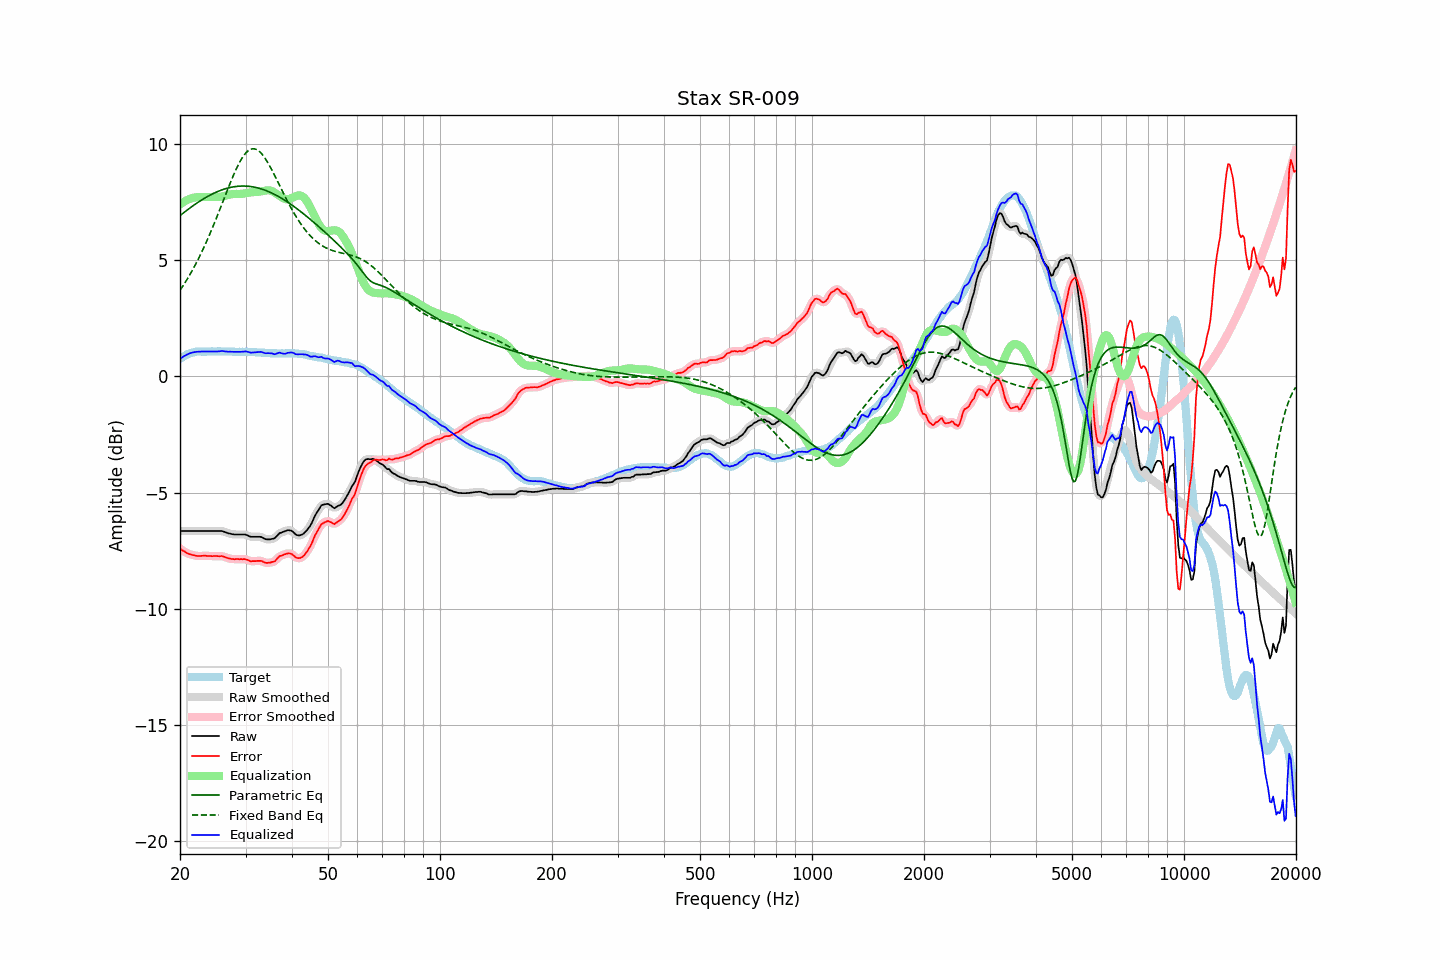 Stax SR-009
Amplitude (dBr)
10
5
0
−5
−10
−15
−20
Target
Raw Smoothed
Error Smoothed
Raw
Error
Equalization
Parametric Eq
Fixed Band Eq
Equalized
20 50 100 200 500 1000 2000 5000 10000 20000
Frequency (Hz)